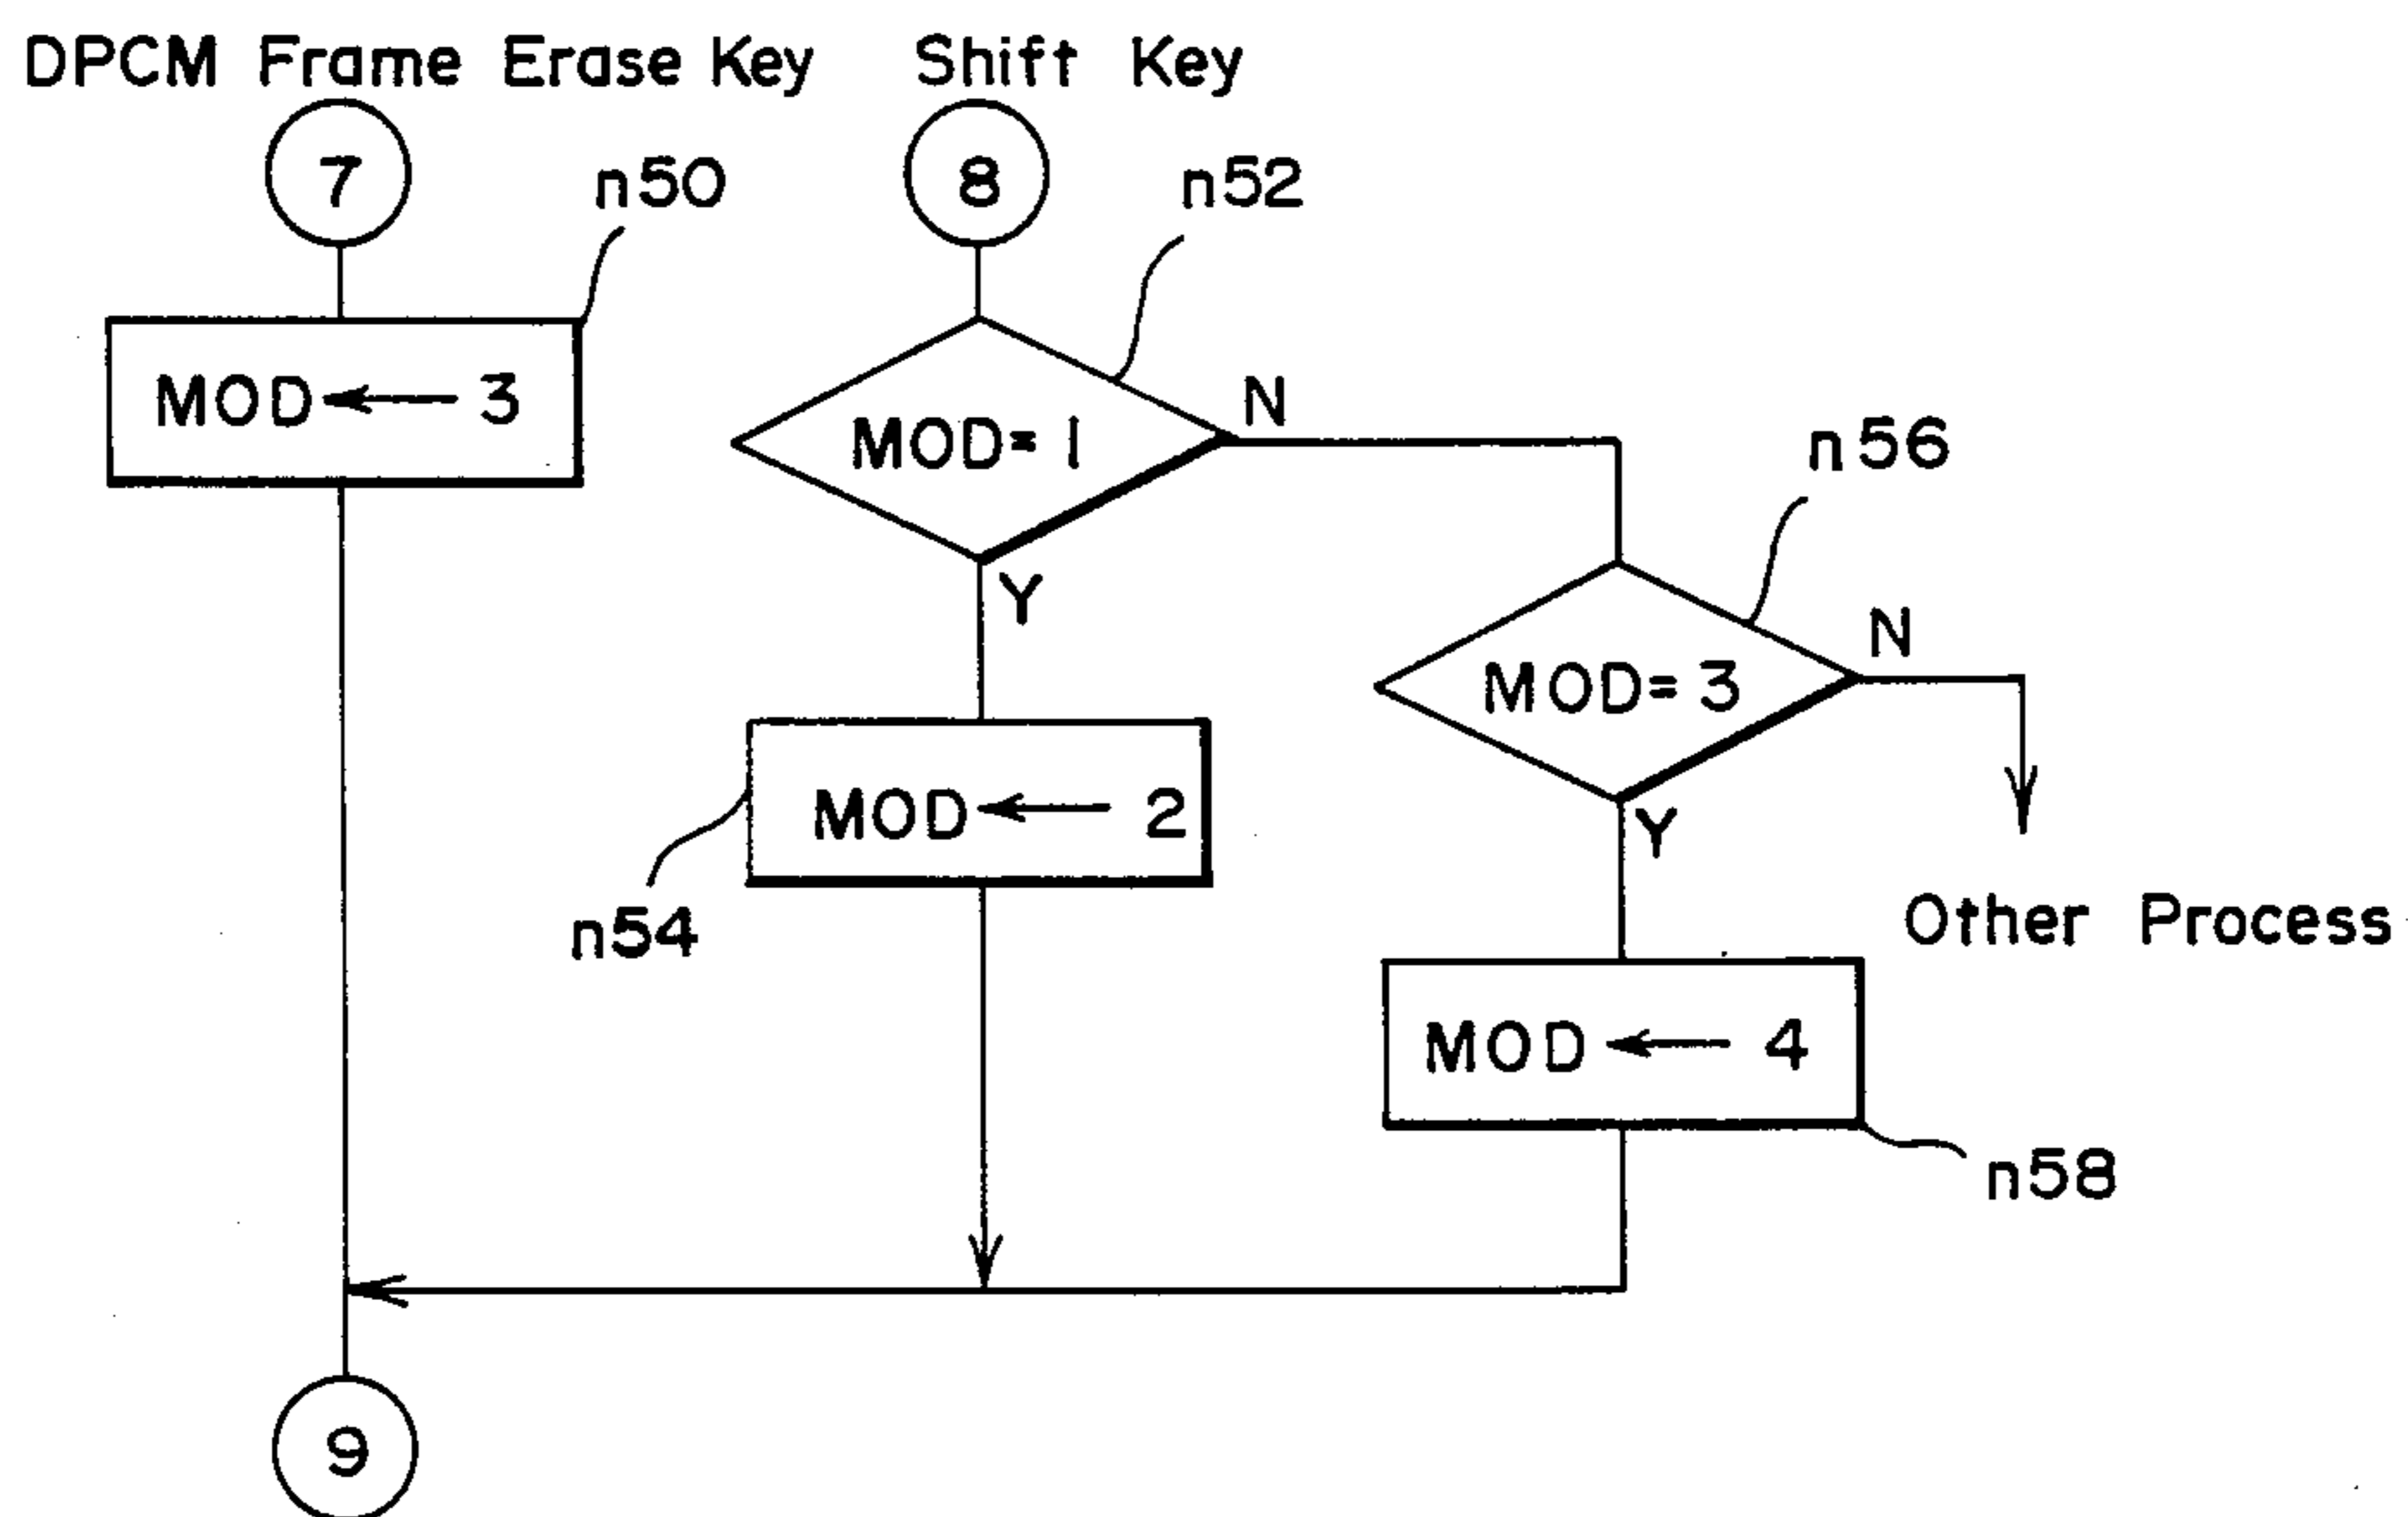 DPCM Frame Erase Key
Shift Key
7
n50
8
n52
MOD ← 3
MOD = 1
N
Y
n56
MOD = 3
N
Y
MOD ← 2
n54
Other Process
MOD ← 4
n58
9